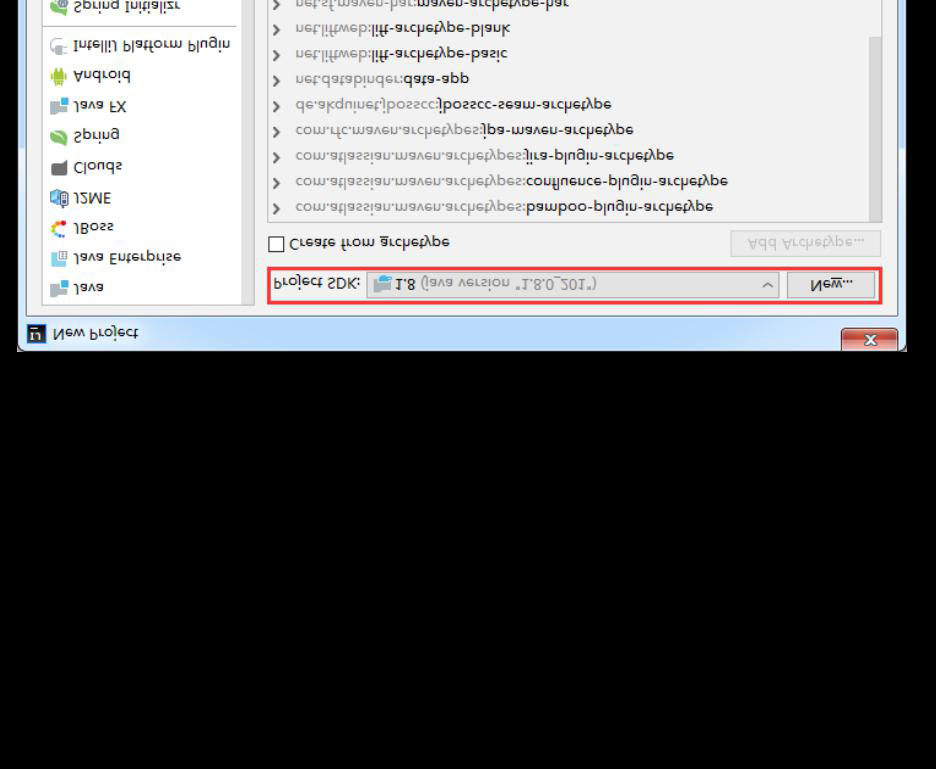 New Project
Project SDK: 1.8 (java version "1.8.0_201") New...
Create from archetype Add Archetype...
Java
Java Enterprise
JBoss
J2ME
Clouds
Spring
Java FX
Android
IntelliJ Platform Plugin
Spring Initializr
com.atlassian.maven.archetypes:bamboo-plugin-archetype
com.atlassian.maven.archetypes:confluence-plugin-archetype
com.atlassian.maven.archetypes:jira-plugin-archetype
com.rfc.maven.archetypes:jpa-maven-archetype
de.akquinet.jbosscc:jbosscc-seam-archetype
net.databinder:data-app
net.liftweb:lift-archetype-basic
net.liftweb:lift-archetype-blank
net.sf.maven-har:maven-archetype-har